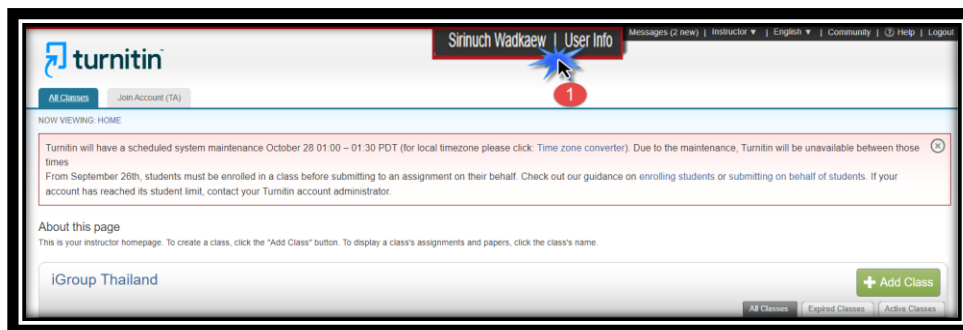 Sirinuch Wadkaew | User Info
Messages (2 new) | Instructor ▼ | English ▼ | Community | ? Help | Logout
turnitin
1
All Classes
Join Account (TA)
NOW VIEWING: HOME
Turnitin will have a scheduled system maintenance October 28 01:00 – 01:30 PDT (for local timezone please click: Time zone converter). Due to the maintenance, Turnitin will be unavailable between those
times
From September 26th, students must be enrolled in a class before submitting to an assignment on their behalf. Check out our guidance on enrolling students or submitting on behalf of students. If your
account has reached its student limit, contact your Turnitin account administrator.
About this page
This is your instructor homepage. To create a class, click the "Add Class" button. To display a class's assignments and papers, click the class's name.
iGroup Thailand
+ Add Class
All Classes
Expired Classes
Active Classes